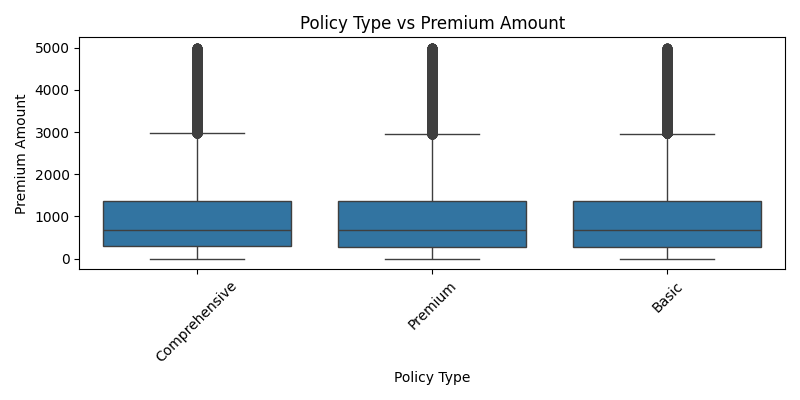 Policy Type vs Premium Amount
Premium Amount
5000
4000
3000
2000
1000
0
Comprehensive
Premium
Basic
Policy Type